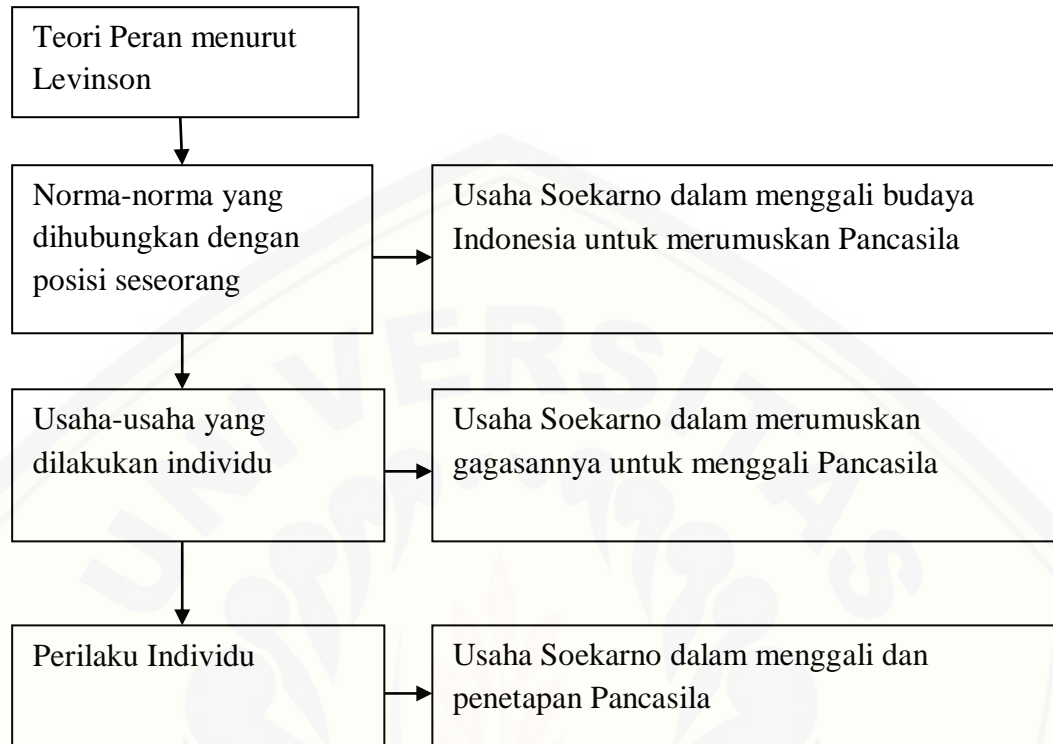 Teori Peran menurut
Levinson
Norma-norma yang
dihubungkan dengan
posisi seseorang
Usaha Soekarno dalam menggali budaya
Indonesia untuk merumuskan Pancasila
Usaha-usaha yang
dilakukan individu
Usaha Soekarno dalam merumuskan
gagasannya untuk menggali Pancasila
Perilaku Individu
Usaha Soekarno dalam menggali dan
penetapan Pancasila
UNIVERSITAS